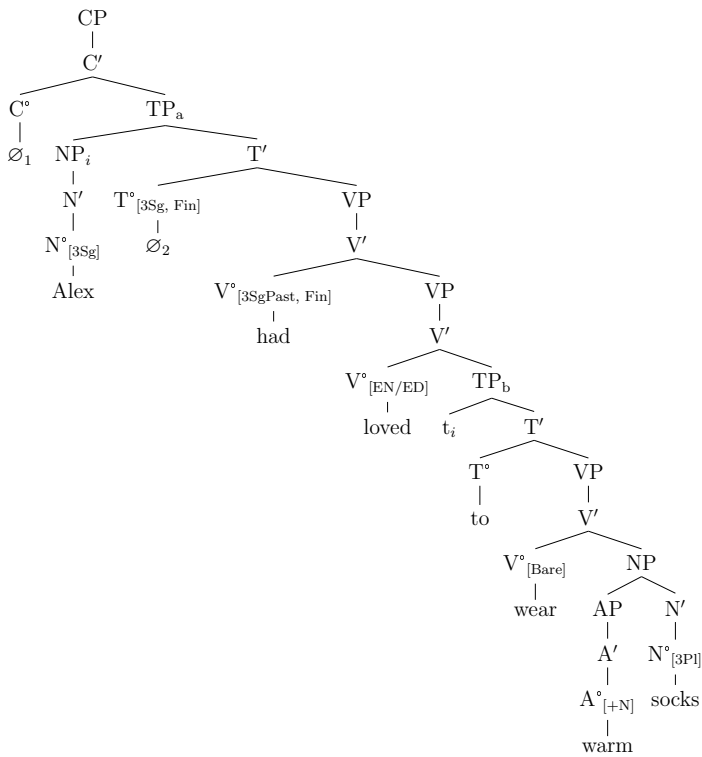 CP
C′
C° TPₐ
∅₁ NPᵢ T′
N′ T°[3Sg, Fin] VP
N°[3Sg] ∅₂ V′
Alex V°[3SgPast, Fin] VP
had V′
V°[EN/ED] TP_b
loved tᵢ T′
T° VP
to V′
V°[Bare] NP
wear AP N′
A′ N°[3Pl]
A°[+N] socks
warm